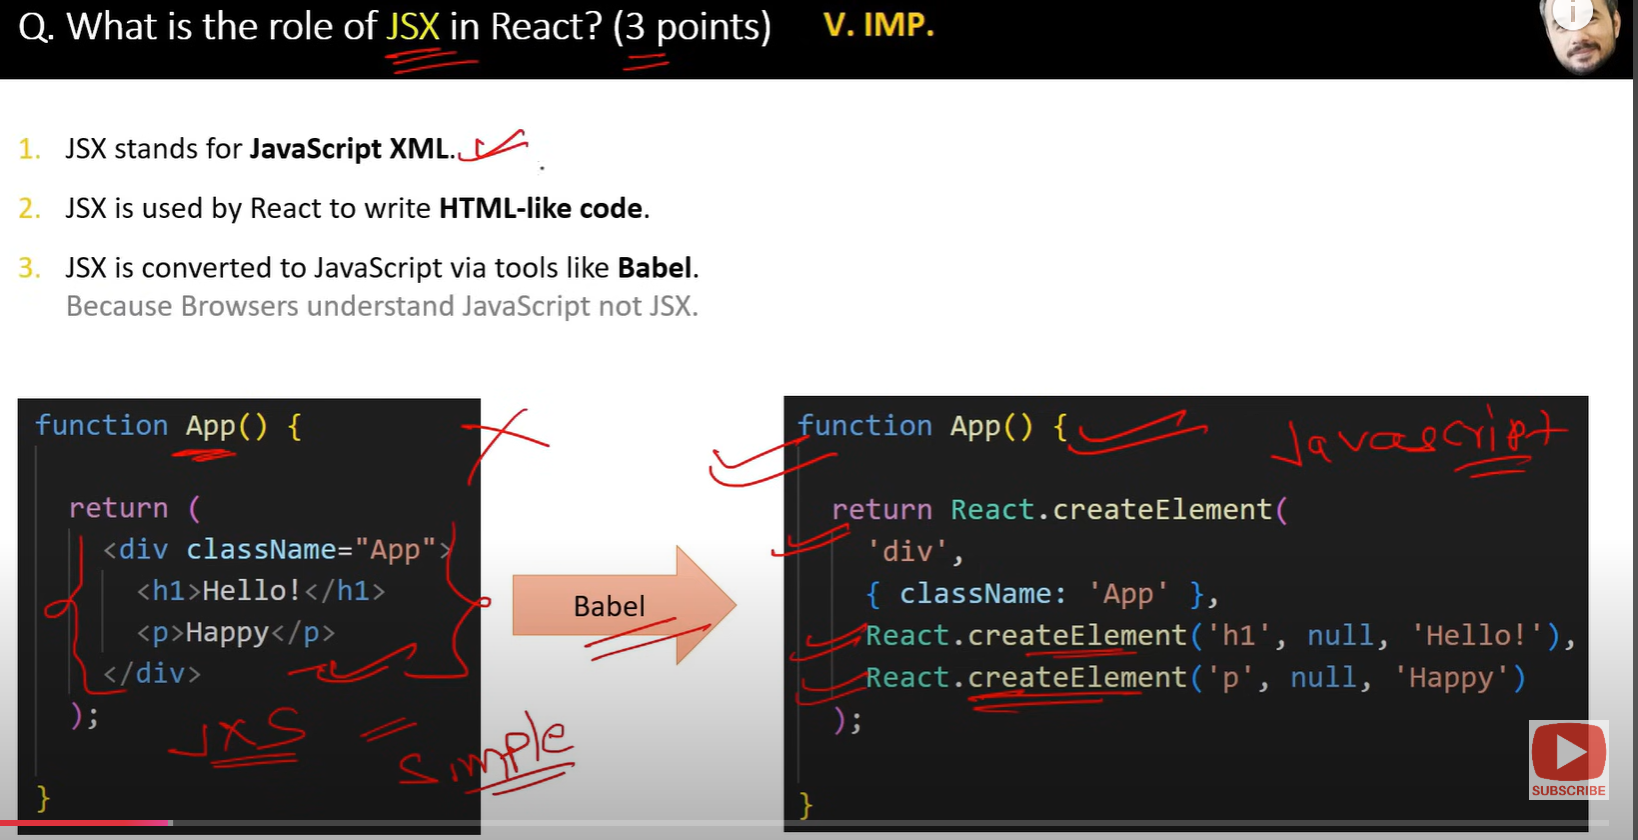 Q. What is the role of JSX in React? (3 points) V. IMP.
1. JSX stands for JavaScript XML.
2. JSX is used by React to write HTML-like code.
3. JSX is converted to JavaScript via tools like Babel.
Because Browsers understand JavaScript not JSX.
function App() {
return (
<div className="App">
<h1>Hello!</h1>
<p>Happy</p>
</div>
);
}
JXS
Simple
Babel
function App() {
Javascript
return React.createElement(
'div',
{ className: 'App' },
React.createElement('h1', null, 'Hello!'),
React.createElement('p', null, 'Happy')
);
}
SUBSCRIBE